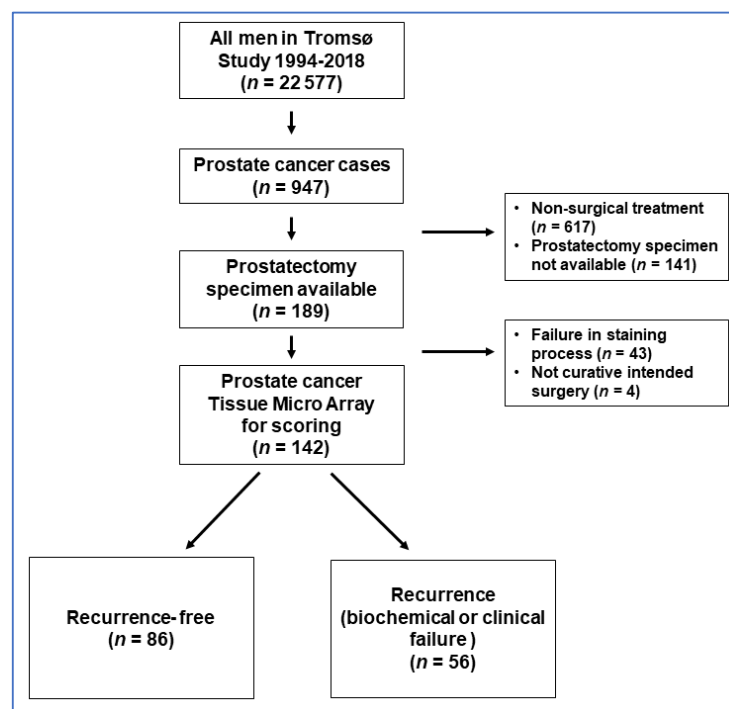 All men in Tromsø
Study 1994-2018
(n = 22 577)
Prostate cancer cases
(n = 947)
• Non-surgical treatment
(n = 617)
• Prostatectomy specimen
not available (n = 141)
Prostatectomy
specimen available
(n = 189)
• Failure in staining
process (n = 43)
• Not curative intended
surgery (n = 4)
Prostate cancer
Tissue Micro Array
for scoring
(n = 142)
Recurrence-free
(n = 86)
Recurrence
(biochemical or clinical
failure )
(n = 56)